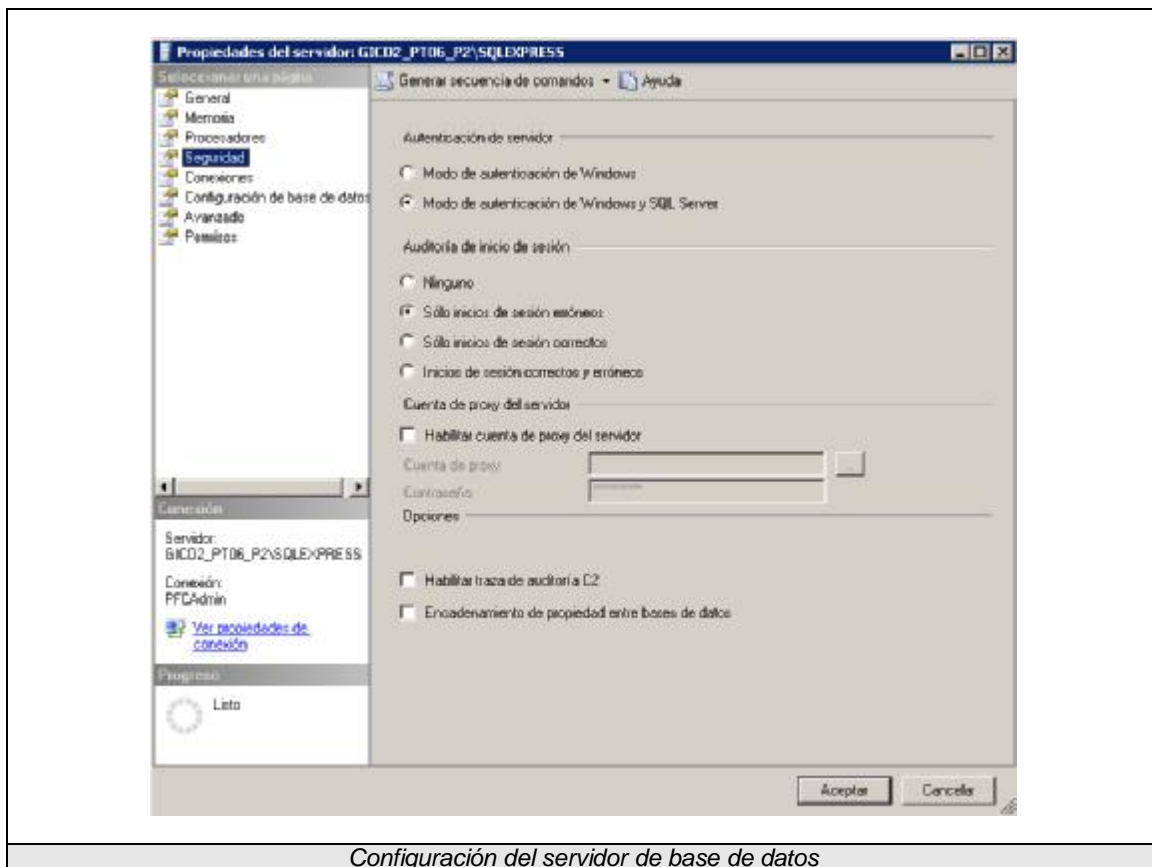 Propiedades del servidor: GICO2_PT06_P2\SQLEXPRESS
Seleccionar una página
General
Memoria
Procesadores
Seguridad
Conexiones
Configuración de base de datos
Avanzado
Permisos
Generar secuencia de comandos
Ayuda
Autenticación de servidor
Modo de autenticación de Windows
Modo de autenticación de Windows y SQL Server
Auditoría de inicio de sesión
Ninguno
Sólo inicios de sesión erróneos
Sólo inicios de sesión correctos
Inicios de sesión correctos y erróneos
Cuenta de proxy del servidor
Habilitar cuenta de proxy del servidor
Cuenta de proxy:
Contraseña:
Opciones
Habilitar traza de auditoría C2
Encadenamiento de propiedad entre bases de datos
Conexión
Servidor:
GICO2_PT06_P2\SQLEXPRESS
Conexión:
PFCAdmin
Ver propiedades de
conexión
Progreso
Listo
Aceptar
Cancelar
Configuración del servidor de base de datos